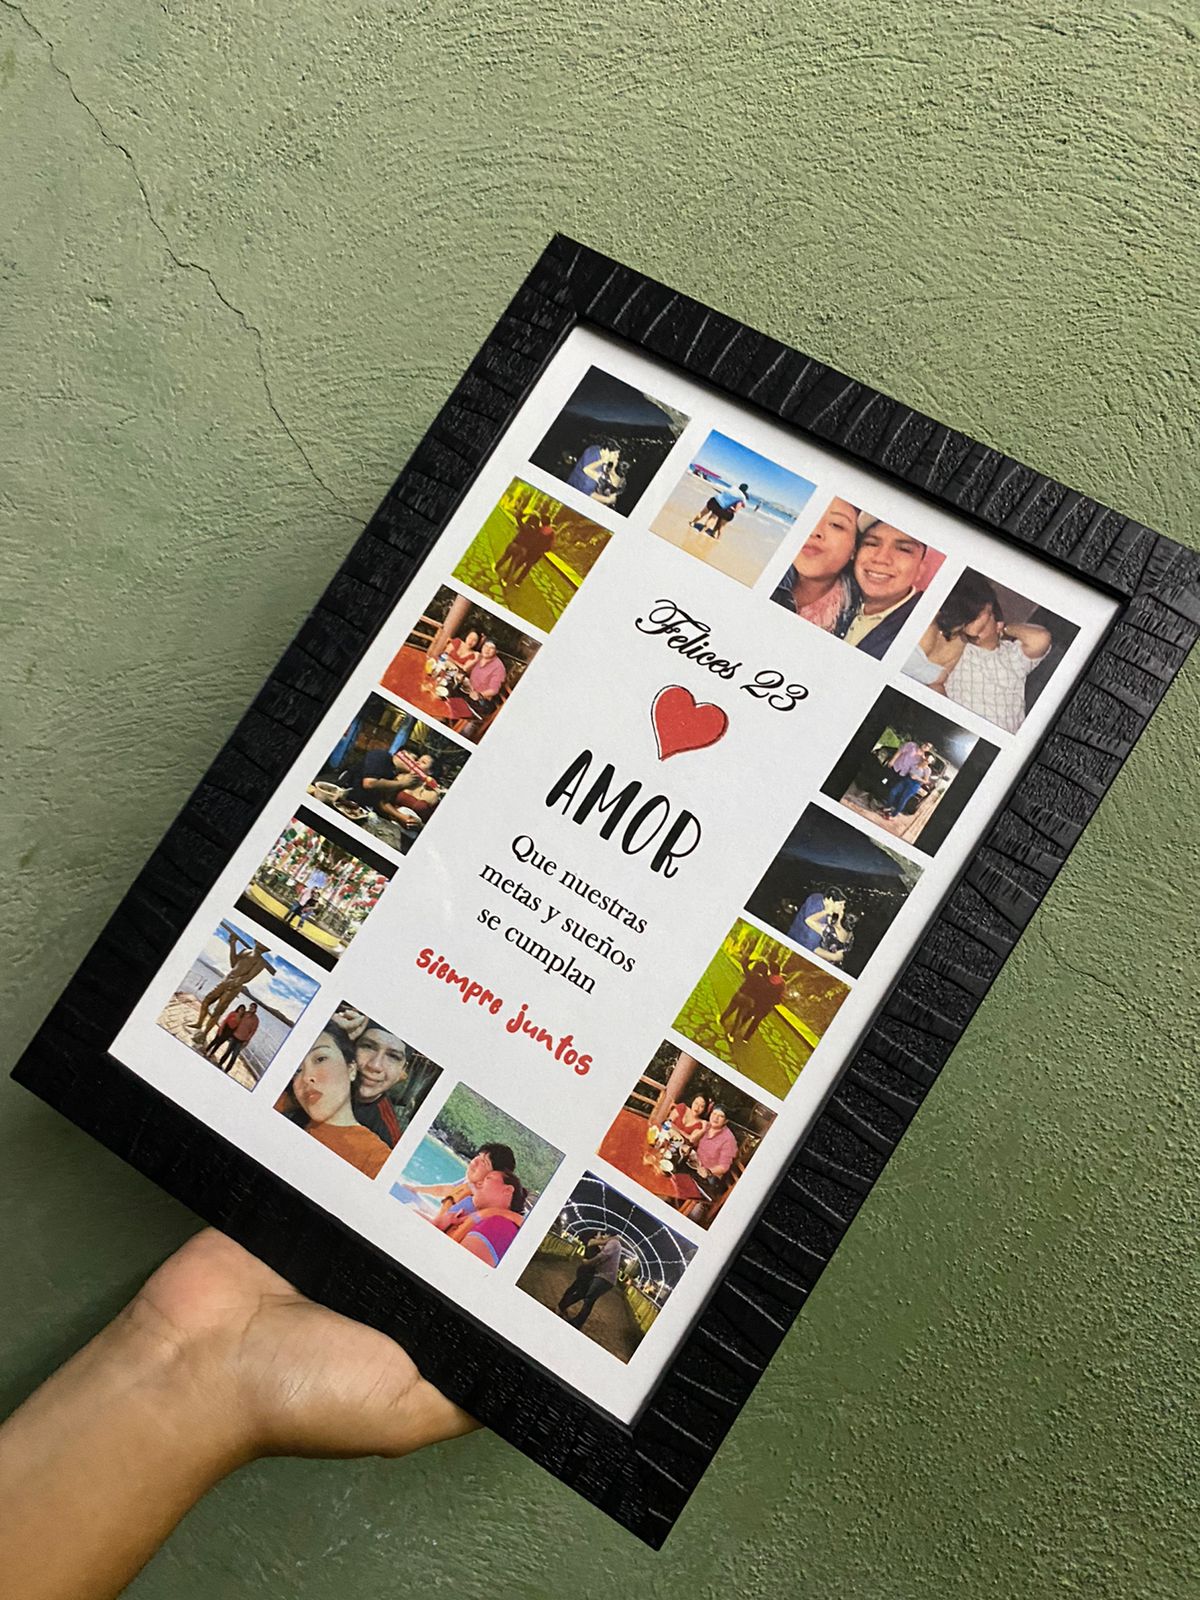 Felices 23
AMOR
Que nuestras
metas y sueños
se cumplan
siempre juntos